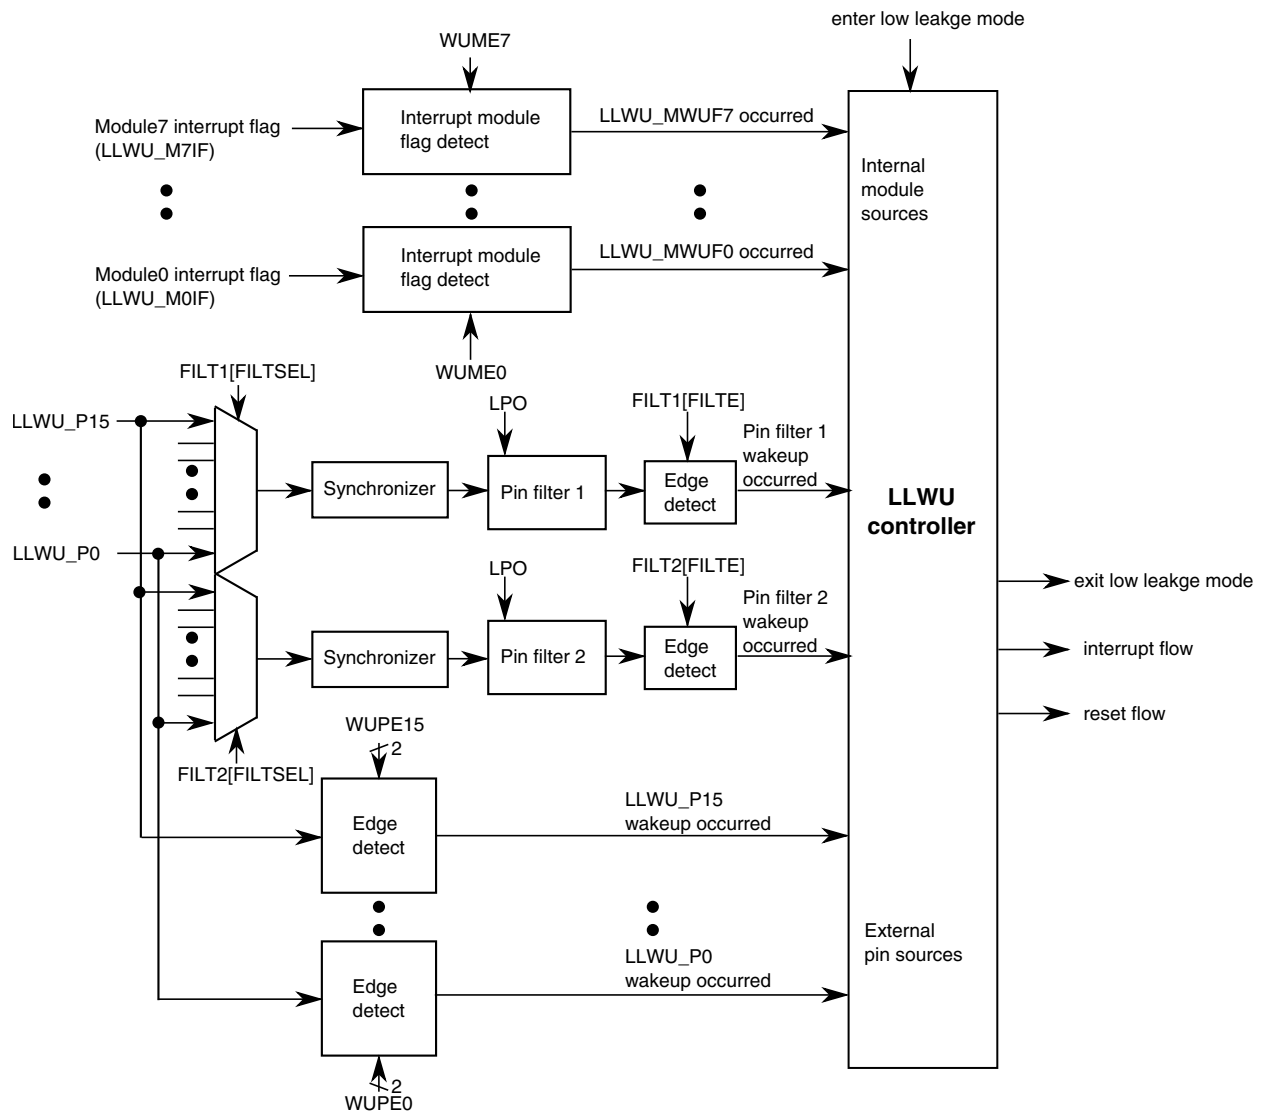 enter low leakge mode
WUME7
Module7 interrupt flag
(LLWU_M7IF)
Interrupt module
flag detect
LLWU_MWUF7 occurred
Internal
module
sources
Module0 interrupt flag
(LLWU_M0IF)
Interrupt module
flag detect
LLWU_MWUF0 occurred
WUME0
FILT1[FILTSEL]
LLWU_P15
LPO
FILT1[FILTE]
Synchronizer
Pin filter 1
Edge
detect
Pin filter 1
wakeup
occurred
LLWU
controller
LLWU_P0
LPO
FILT2[FILTE]
Synchronizer
Pin filter 2
Edge
detect
Pin filter 2
wakeup
occurred
exit low leakge mode
interrupt flow
reset flow
FILT2[FILTSEL]
WUPE15
2
Edge
detect
LLWU_P15
wakeup occurred
External
pin sources
Edge
detect
LLWU_P0
wakeup occurred
2
WUPE0